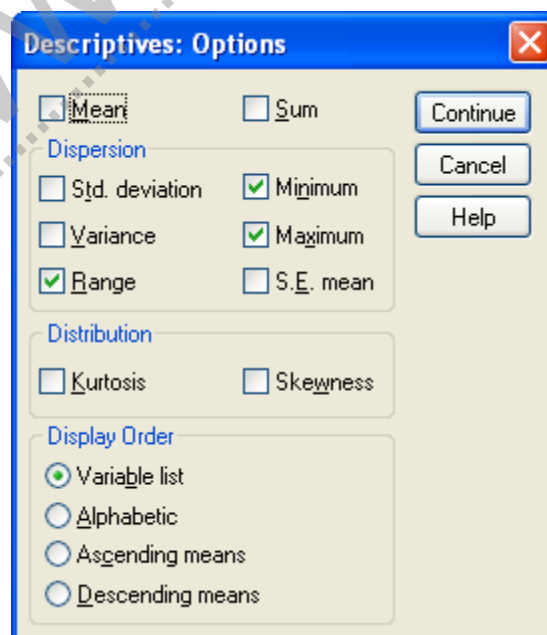 Descriptives: Options
Mean Sum Continue
Dispersion Cancel
Std. deviation Minimum Help
Variance Maximum
Range S.E. mean
Distribution
Kurtosis Skewness
Display Order
Variable list
Alphabetic
Ascending means
Descending means